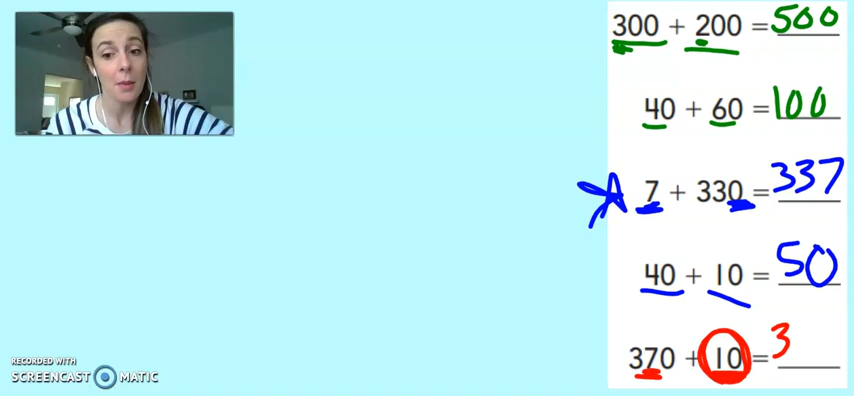 300 + 200 = 500
40 + 60 = 100
7 + 330 = 337
40 + 10 = 50
370 + 10 = 3
RECORDED WITH
SCREENCAST MATIC